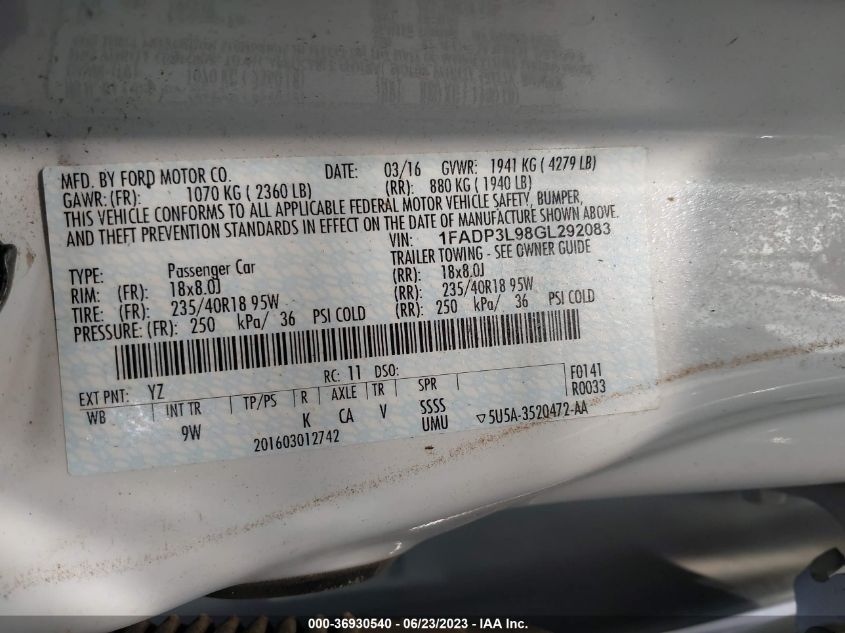 MFD. BY FORD MOTOR CO. DATE: 03/16 GVWR: 1941 KG ( 4279 LB)
GAWR: (FR): 1070 KG ( 2360 LB) (RR): 880 KG ( 1940 LB)
THIS VEHICLE CONFORMS TO ALL APPLICABLE FEDERAL MOTOR VEHICLE SAFETY, BUMPER,
AND THEFT PREVENTION STANDARDS IN EFFECT ON THE DATE OF MANUFACTURE SHOWN ABOVE.
VIN: 1FADP3L98GL292083
TRAILER TOWING - SEE OWNER GUIDE
TYPE: Passenger Car
RIM: (FR): 18x8.0J (RR): 18x8.0J
TIRE: (FR): 235/40R18 95W (RR): 235/40R18 95W
PRESSURE: (FR): 250 kPa/ 36 PSI COLD (RR): 250 kPa/ 36 PSI COLD
EXT PNT: YZ RC: 11 DSO: F0141
WB INT TR TP/PS R AXLE TR SPR R0033
9W K CA V SSSS
201603012742 UMU ▽5U5A-3520472-AA
000-36930540 - 06/23/2023 - IAA Inc.